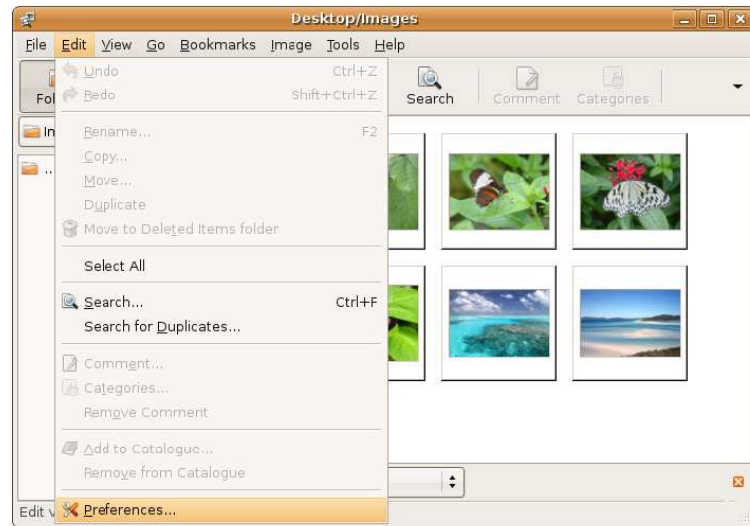 Desktop/Images
File Edit View Go Bookmarks Image Tools Help
Undo Ctrl+Z
Redo Shift+Ctrl+Z
Fol
Search
Comment
Categories
In
Rename... F2
..
Copy...
Move...
Duplicate
Move to Deleted Items folder
Select All
Search... Ctrl+F
Search for Duplicates...
Comment...
Categories...
Remove Comment
Add to Catalogue...
Remove from Catalogue
Preferences...
Edit v